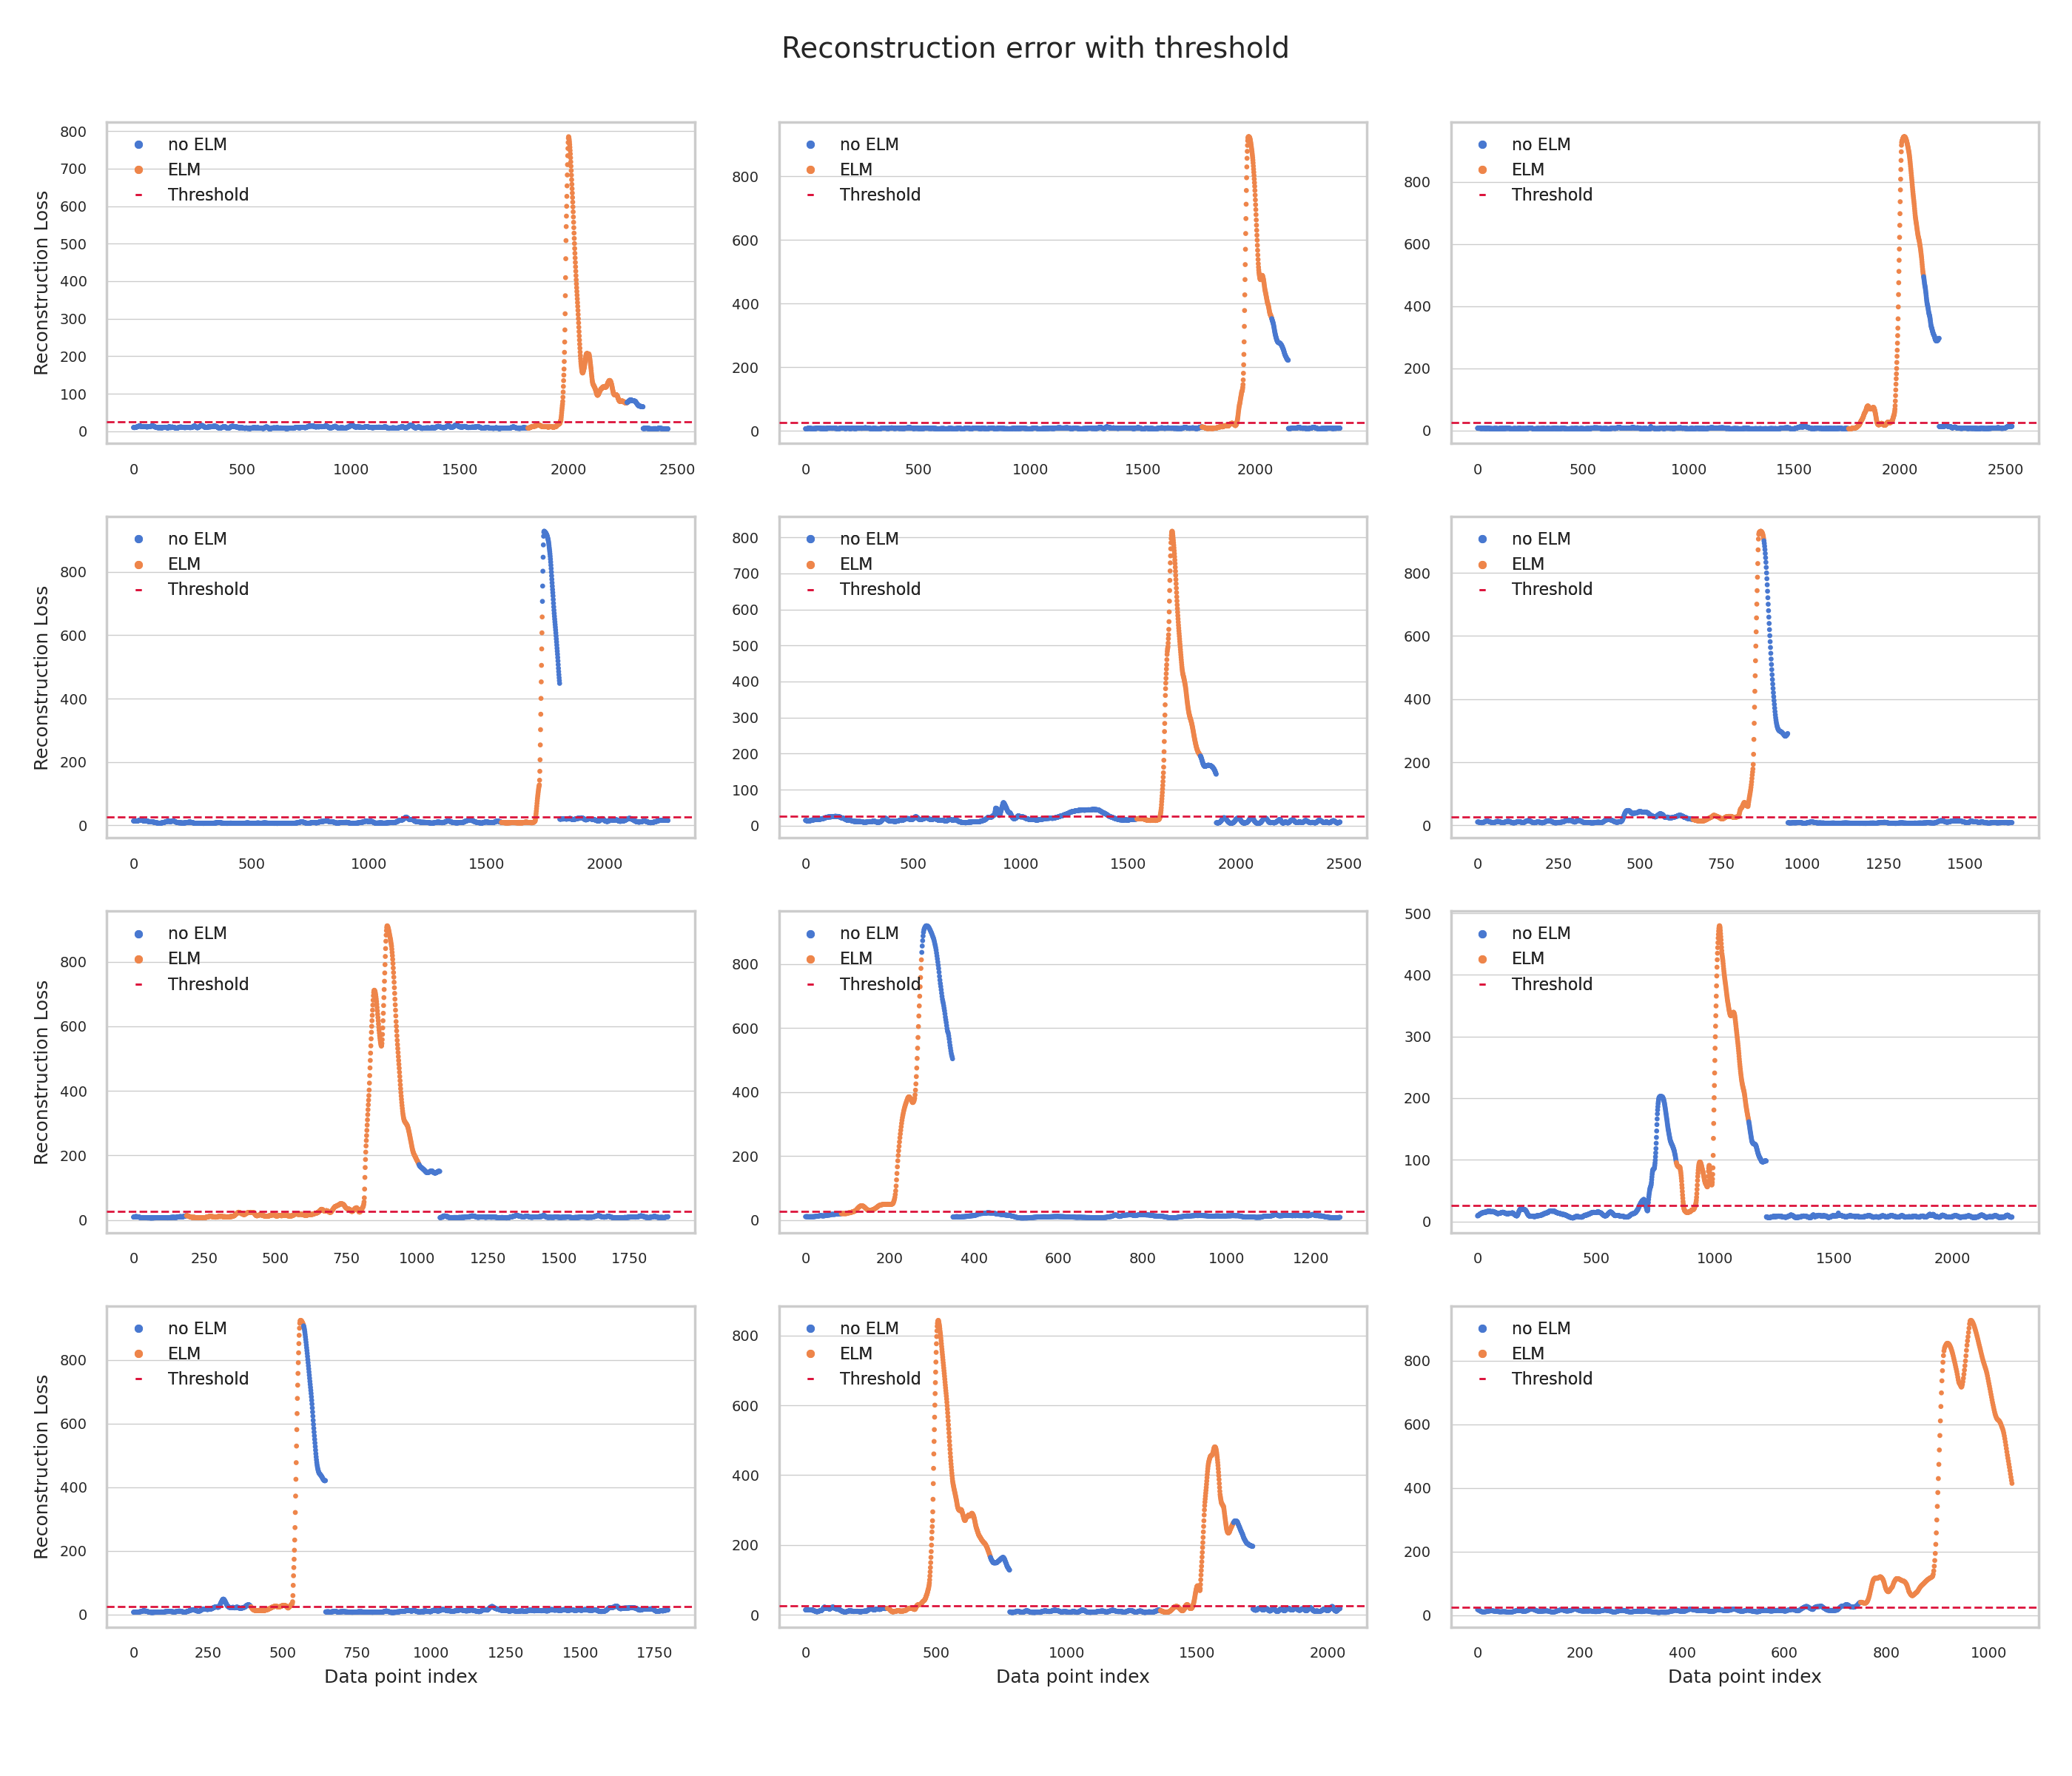 Reconstruction error with threshold
Reconstruction Loss
800
700
600
500
400
300
200
100
0
no ELM
ELM
Threshold
0 500 1000 1500 2000 2500
800
600
400
200
0
no ELM
ELM
Threshold
0 500 1000 1500 2000
800
600
400
200
0
no ELM
ELM
Threshold
0 500 1000 1500 2000 2500
Reconstruction Loss
800
600
400
200
0
no ELM
ELM
Threshold
0 500 1000 1500 2000
800
700
600
500
400
300
200
100
0
no ELM
ELM
Threshold
0 500 1000 1500 2000 2500
800
600
400
200
0
no ELM
ELM
Threshold
0 250 500 750 1000 1250 1500
Reconstruction Loss
800
600
400
200
0
no ELM
ELM
Threshold
0 250 500 750 1000 1250 1500 1750
800
600
400
200
0
no ELM
ELM
Threshold
0 200 400 600 800 1000 1200
500
400
300
200
100
0
no ELM
ELM
Threshold
0 500 1000 1500 2000
Reconstruction Loss
800
600
400
200
0
no ELM
ELM
Threshold
0 250 500 750 1000 1250 1500 1750
Data point index
800
600
400
200
0
no ELM
ELM
Threshold
0 500 1000 1500 2000
Data point index
800
600
400
200
0
no ELM
ELM
Threshold
0 200 400 600 800 1000
Data point index